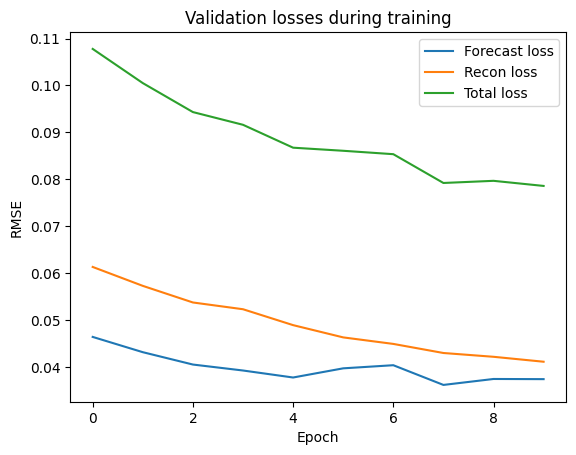 Validation losses during training
0.11
0.10
0.09
0.08
0.07
0.06
0.05
0.04
RMSE
Forecast loss
Recon loss
Total loss
0 2 4 6 8
Epoch